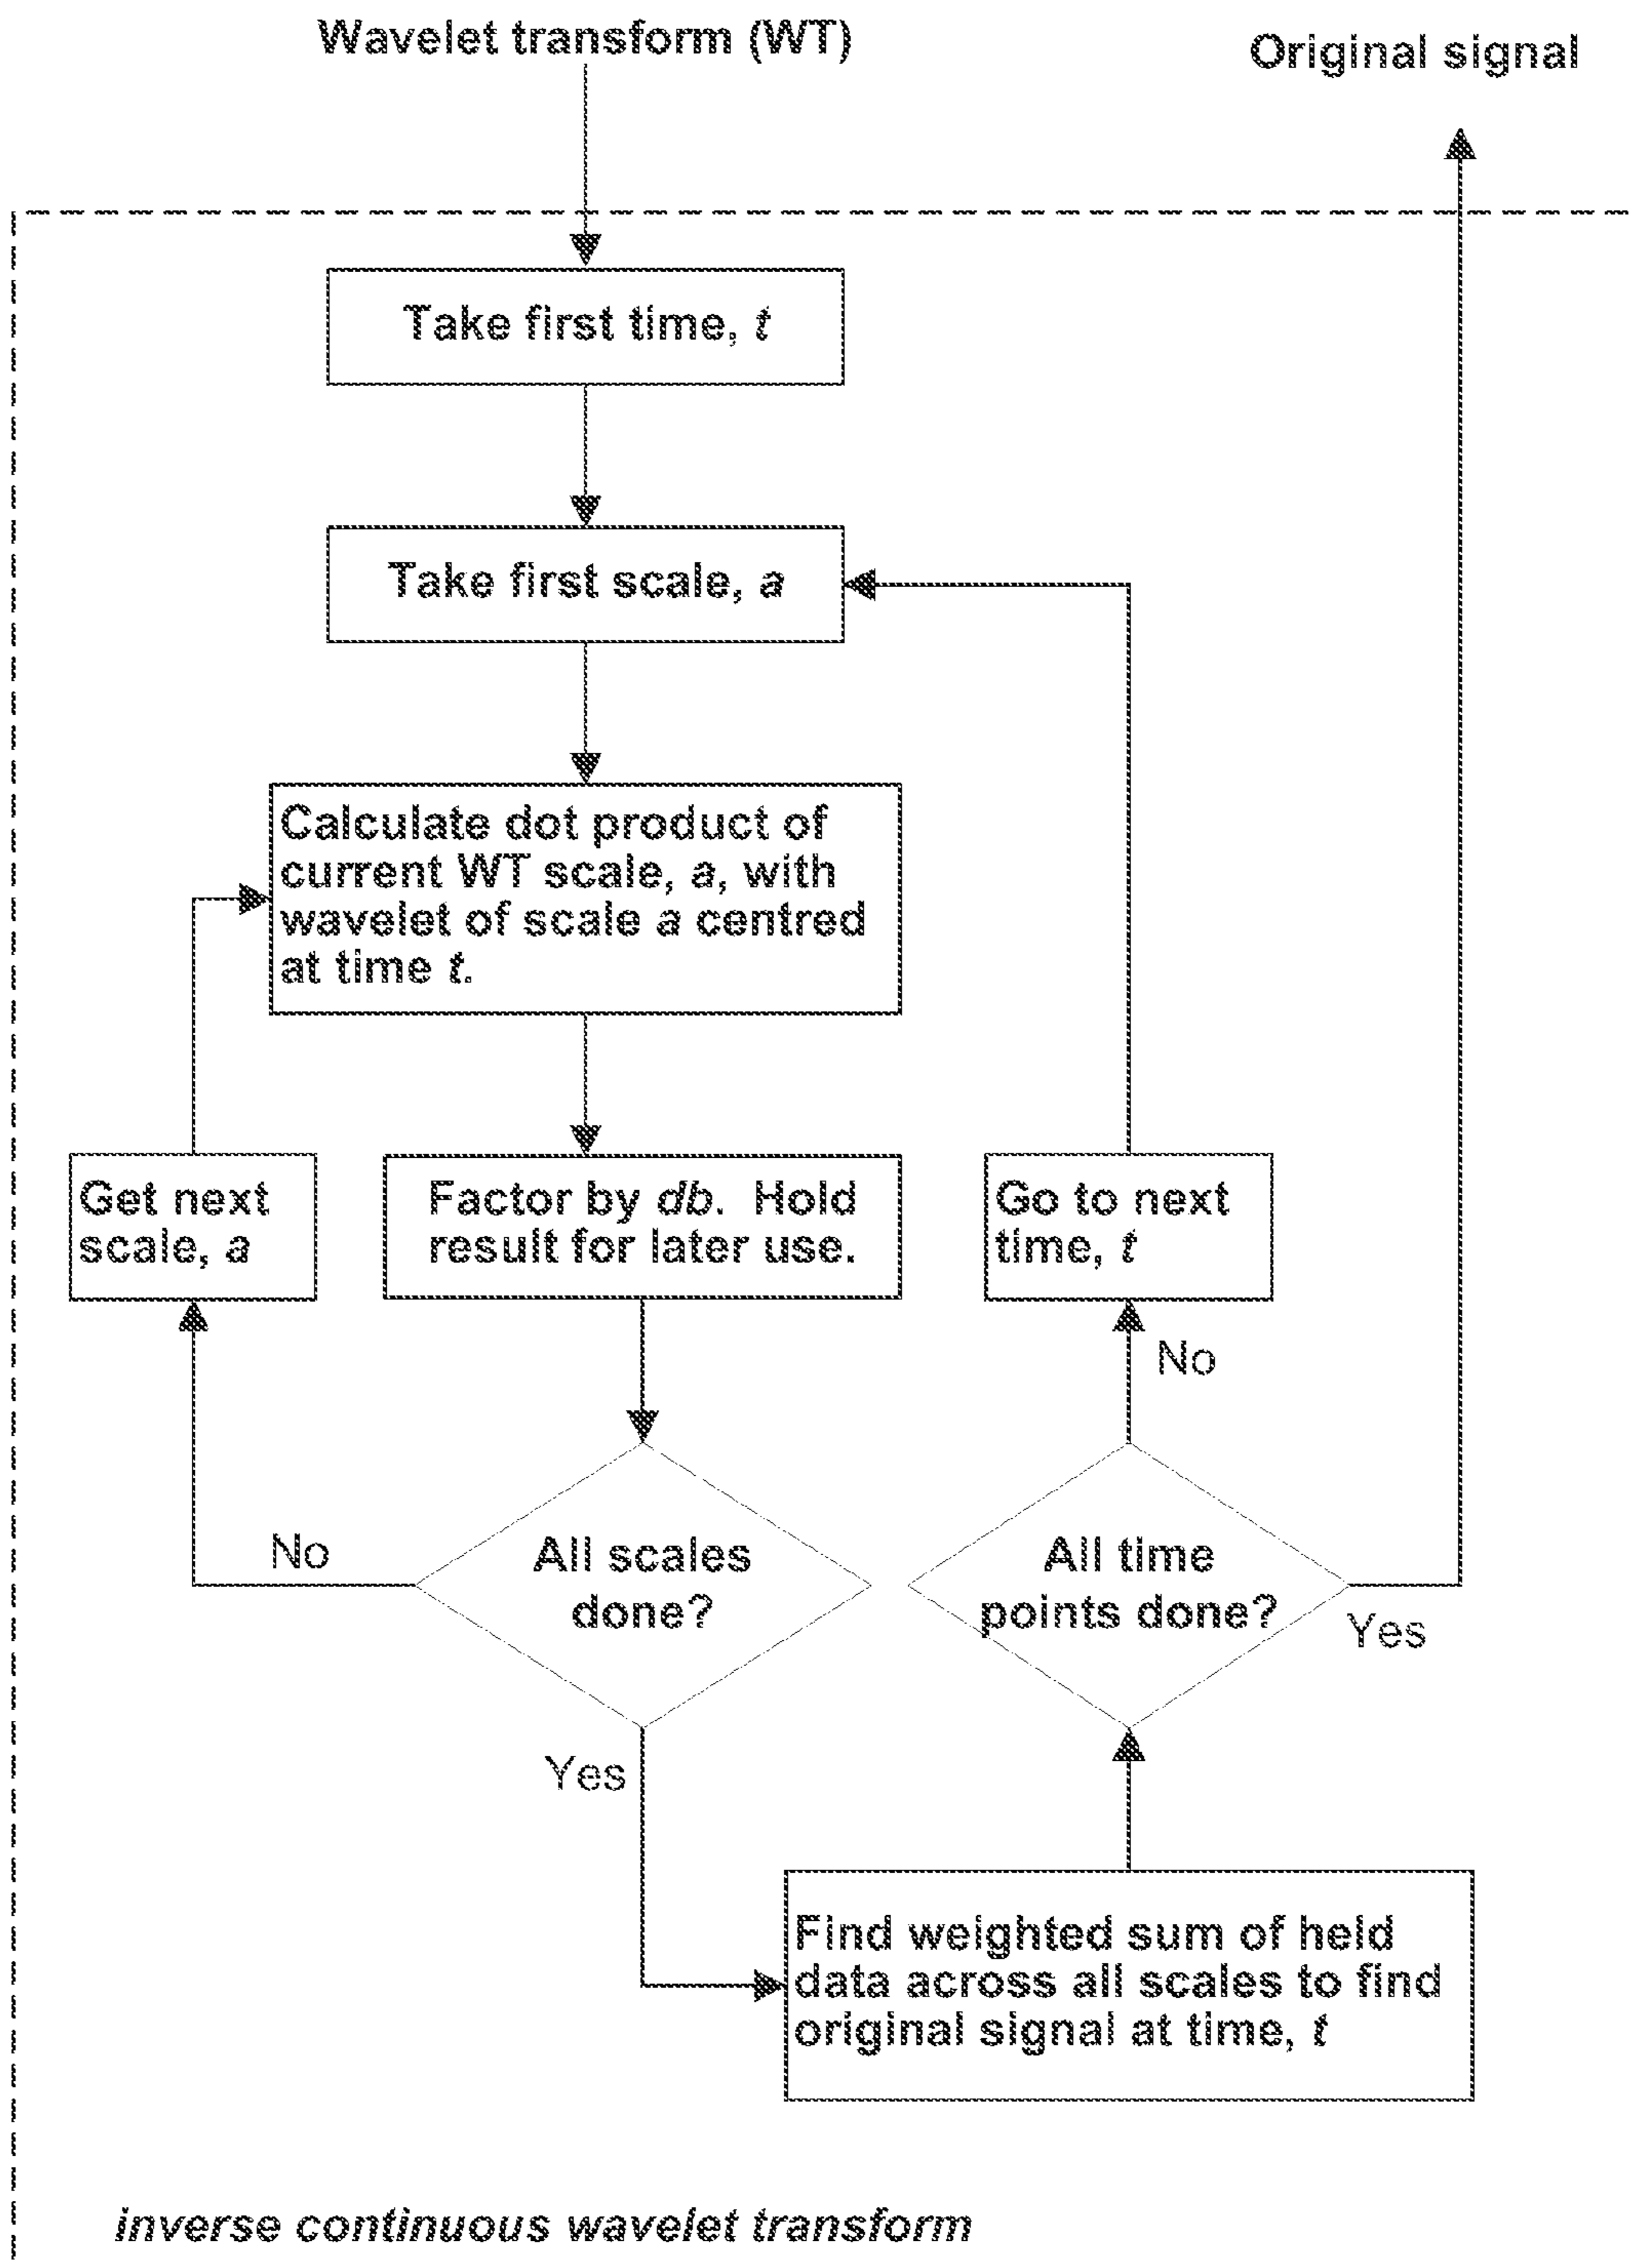 Wavelet transform (WT)
Original signal
Take first time, t
Take first scale, a
Calculate dot product of
current WT scale, a, with
wavelet of scale a centred
at time t.
Get next
scale, a
Factor by db. Hold
result for later use.
Go to next
time, t
No
No
All scales
done?
All time
points done?
Yes
Yes
Find weighted sum of held
data across all scales to find
original signal at time, t
inverse continuous wavelet transform